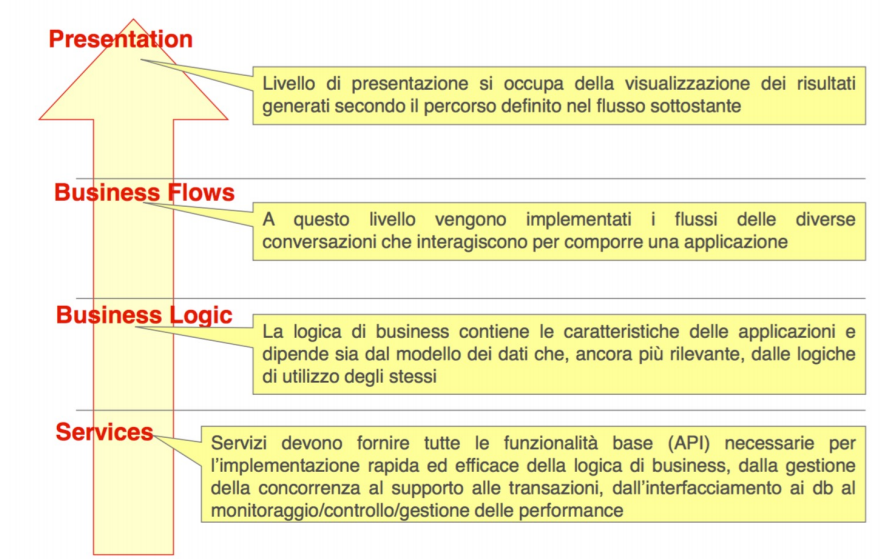 Presentation
Livello di presentazione si occupa della visualizzazione dei risultati
generati secondo il percorso definito nel flusso sottostante
Business Flows
A questo livello vengono implementati i flussi delle diverse
conversazioni che interagiscono per comporre una applicazione
Business Logic
La logica di business contiene le caratteristiche delle applicazioni e
dipende sia dal modello dei dati che, ancora più rilevante, dalle logiche
di utilizzo degli stessi
Services
Servizi devono fornire tutte le funzionalità base (API) necessarie per
l'implementazione rapida ed efficace della logica di business, dalla gestione
della concorrenza al supporto alle transazioni, dall'interfacciamento ai db al
monitoraggio/controllo/gestione delle performance